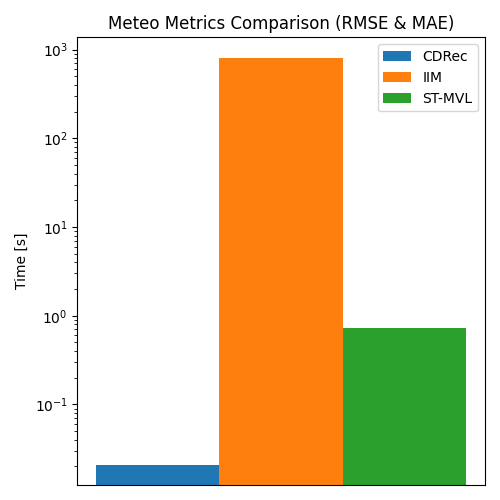 Meteo Metrics Comparison (RMSE & MAE)
CDRec
IIM
ST-MVL
Time [s]
10³
10²
10¹
10⁰
10⁻¹